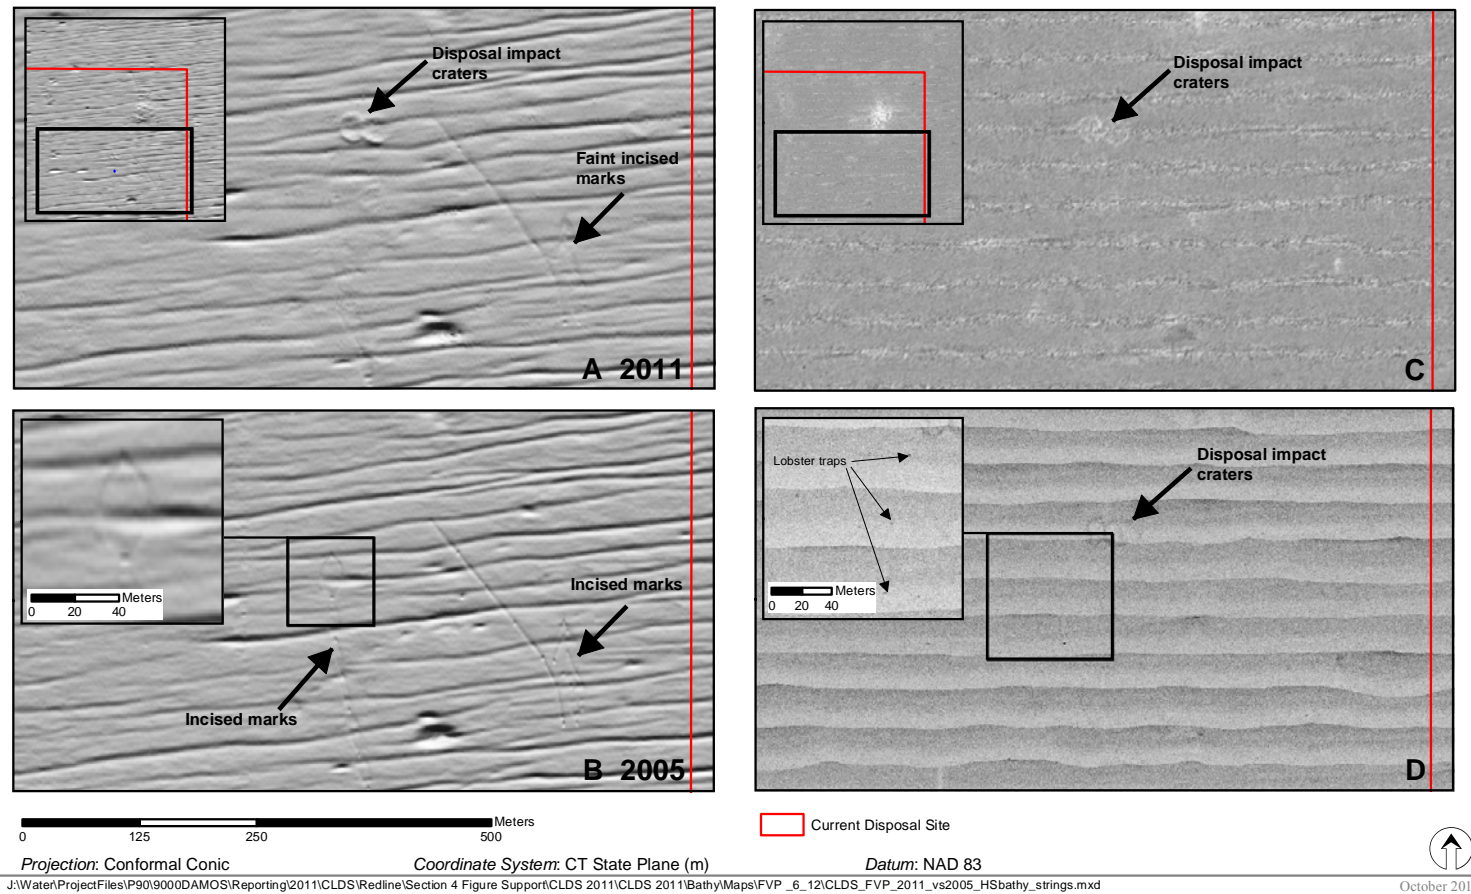 Disposal impact
craters
Faint incised
marks
A 2011
Disposal impact
craters
C
Meters
0 20 40
Incised marks
Incised marks
B 2005
Lobster traps
Meters
0 20 40
Disposal impact
craters
D
Meters
0 125 250 500
Current Disposal Site
Projection: Conformal Conic Coordinate System: CT State Plane (m) Datum: NAD 83
J:\Water\ProjectFiles\P90\9000DAMOS\Reporting\2011\CLDS\Redline\Section 4 Figure Support\CLDS 2011\CLDS 2011\Bathy\Maps\FVP _6_12\CLDS_FVP_2011_vs2005_HSbathy_strings.mxd
October 201